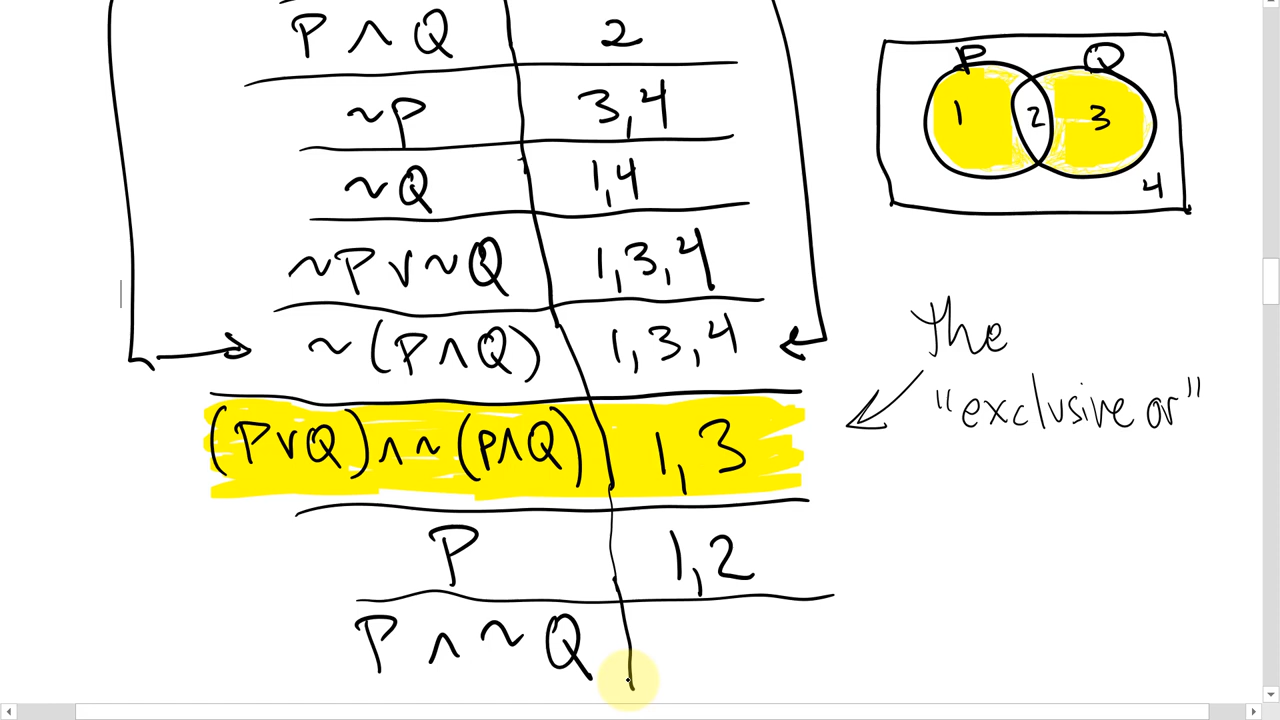 P ∧ Q 2
~P 3,4
~Q 1,4
~P ∨ ~Q 1,3,4
~(P ∧ Q) 1,3,4
(P∨Q)∧~(P∧Q) 1,3
P 1,2
P ∧ ~Q
P Q
1 2 3
4
The
"exclusive or"